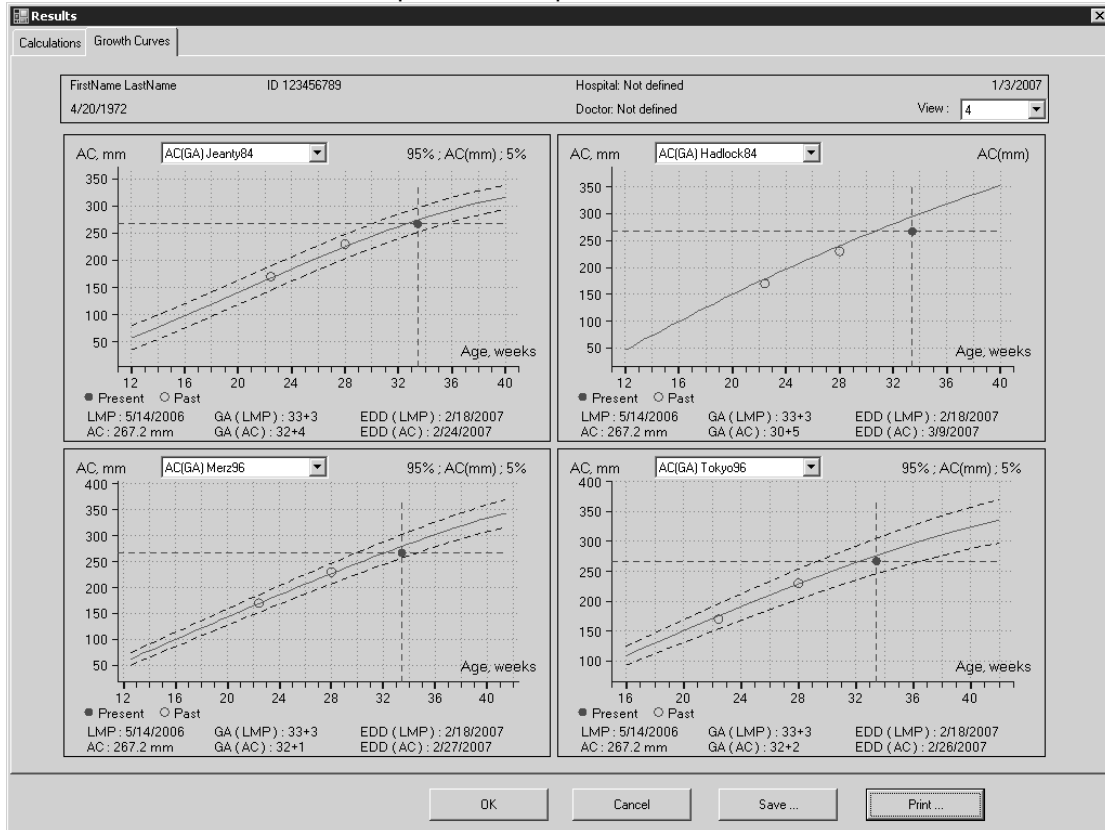 Results
Calculations Growth Curves
FirstName LastName ID 123456789 Hospital: Not defined 1/3/2007
4/20/1972 Doctor: Not defined View : 4
AC, mm AC(GA) Jeanty84 95% ; AC(mm) ; 5%
350
300
250
200
150
100
50
Age, weeks
12 16 20 24 28 32 36 40
Present Past
LMP : 5/14/2006 GA ( LMP ) : 33+3 EDD ( LMP ) : 2/18/2007
AC : 267.2 mm GA ( AC ) : 32+4 EDD ( AC ) : 2/24/2007
AC, mm AC(GA) Hadlock84 AC(mm)
350
300
250
200
150
100
50
Age, weeks
12 16 20 24 28 32 36 40
Present Past
LMP : 5/14/2006 GA ( LMP ) : 33+3 EDD ( LMP ) : 2/18/2007
AC : 267.2 mm GA ( AC ) : 30+5 EDD ( AC ) : 3/9/2007
AC, mm AC(GA) Merz96 95% ; AC(mm) ; 5%
400
350
300
250
200
150
100
50
Age, weeks
12 16 20 24 28 32 36 40
Present Past
LMP : 5/14/2006 GA ( LMP ) : 33+3 EDD ( LMP ) : 2/18/2007
AC : 267.2 mm GA ( AC ) : 32+1 EDD ( AC ) : 2/27/2007
AC, mm AC(GA) Tokyo96 95% ; AC(mm) ; 5%
400
350
300
250
200
150
100
Age, weeks
16 20 24 28 32 36 40
Present Past
LMP : 5/14/2006 GA ( LMP ) : 33+3 EDD ( LMP ) : 2/18/2007
AC : 267.2 mm GA ( AC ) : 32+2 EDD ( AC ) : 2/26/2007
OK Cancel Save ... Print ...